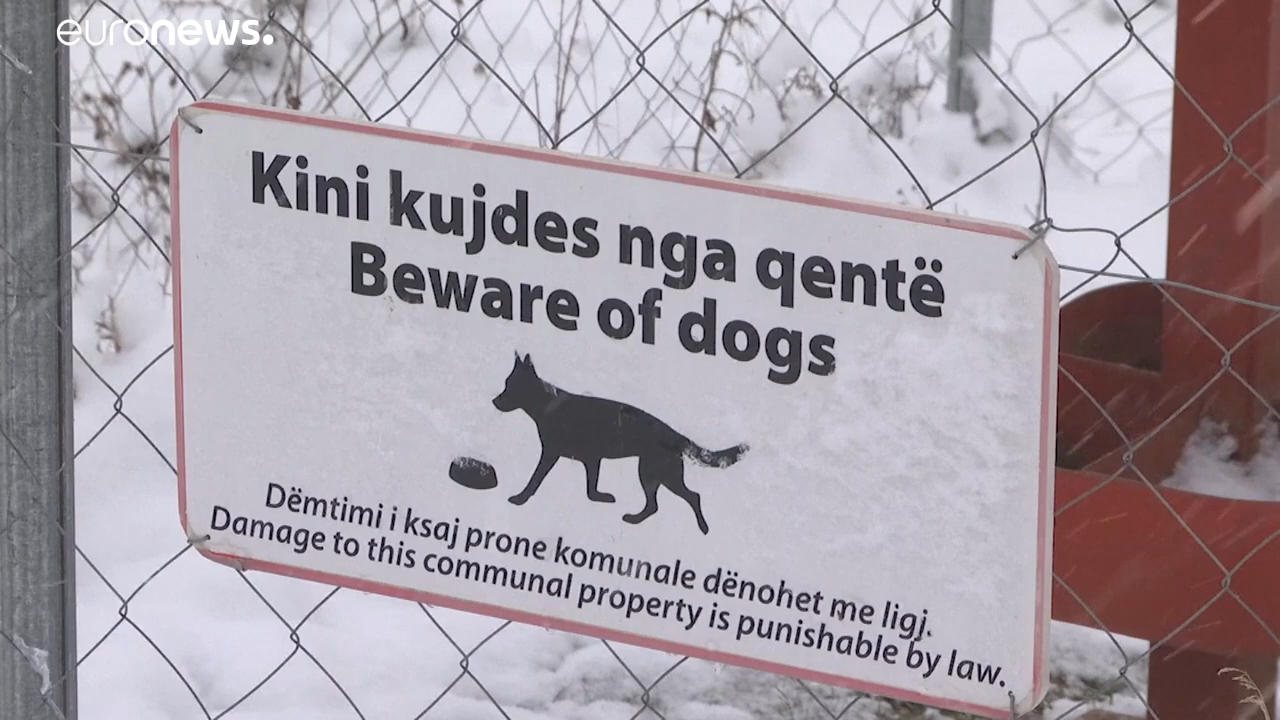 euronews.
Kini kujdes nga qentë
Beware of dogs
Dëmtimi i ksaj prone komunale dënohet me ligj.
Damage to this communal property is punishable by law.